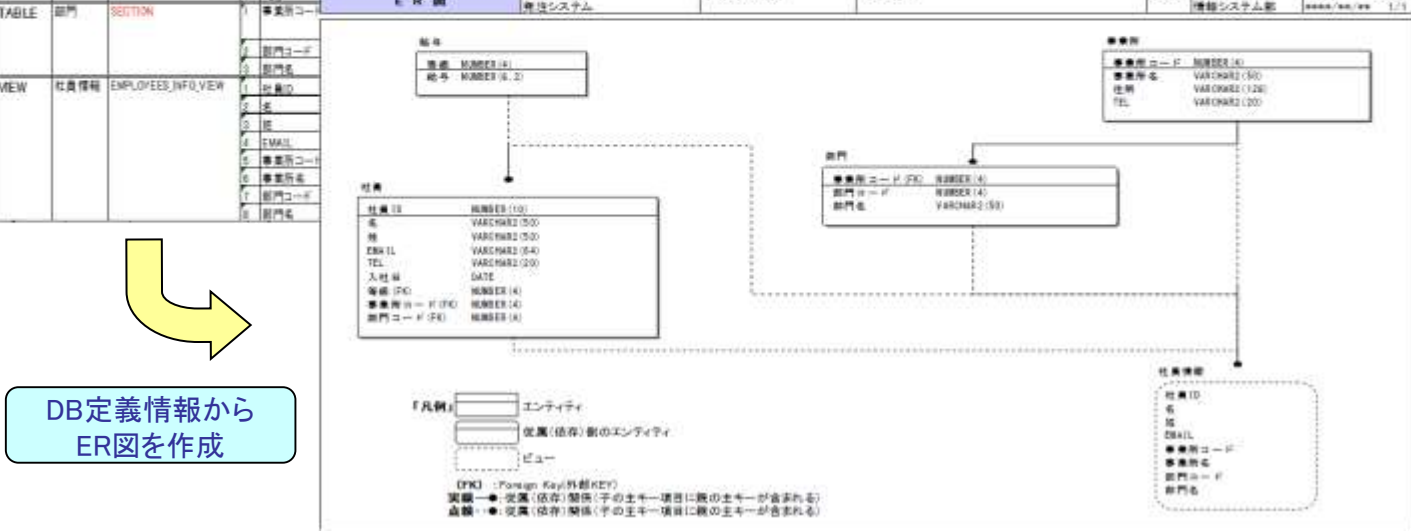 TABLE 部門 SECTION 1 事業所コード
2 部門コード
3 部門名
VIEW 社員情報 EMPLOYEES_INFO_VIEW 1 社員ID
2 名
3 姓
4 EMAIL
5 事業所コード
6 事業所名
7 部門コード
8 部門名
DB定義情報から
ER図を作成
ER図
発注システム
情報システム部 1/1
給与
等級 NUMBER(4)
給与 NUMBER(6,2)
事業所
事業所コード NUMBER(4)
事業所名 VARCHAR2(50)
住所 VARCHAR2(128)
TEL VARCHAR2(20)
部門
事業所コード(FK) NUMBER(4)
部門コード NUMBER(4)
部門名 VARCHAR2(50)
社員
社員ID NUMBER(10)
名 VARCHAR2(50)
姓 VARCHAR2(50)
EMAIL VARCHAR2(64)
TEL VARCHAR2(20)
入社日 DATE
等級(FK) NUMBER(4)
事業所コード(FK) NUMBER(4)
部門コード(FK) NUMBER(4)
社員情報
社員ID
名
姓
EMAIL
事業所コード
事業所名
部門コード
部門名
「凡例」
エンティティ
従属(依存)側のエンティティ
ビュー
(FK) :Foreign Key(外部KEY)
実線―●:従属(依存)関係(子の主キー項目に親の主キーが含まれる)
点線‥●:従属(依存)関係(子の主キー項目に親の主キーが含まれる)